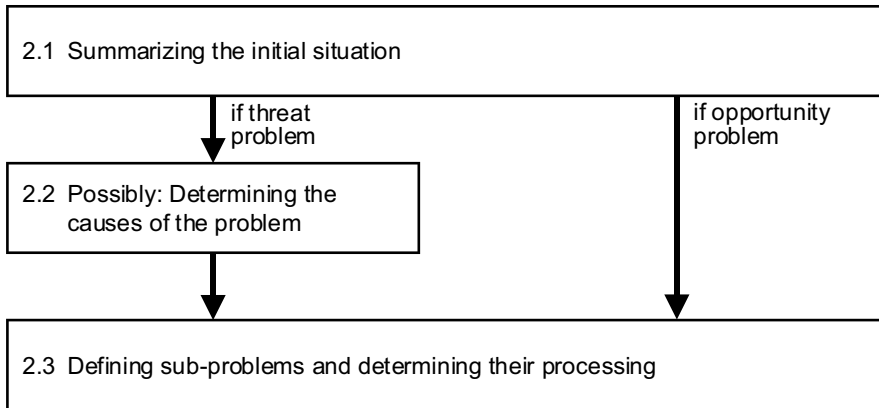 2.1 Summarizing the initial situation
if threat
problem
if opportunity
problem
2.2 Possibly: Determining the
causes of the problem
2.3 Defining sub-problems and determining their processing